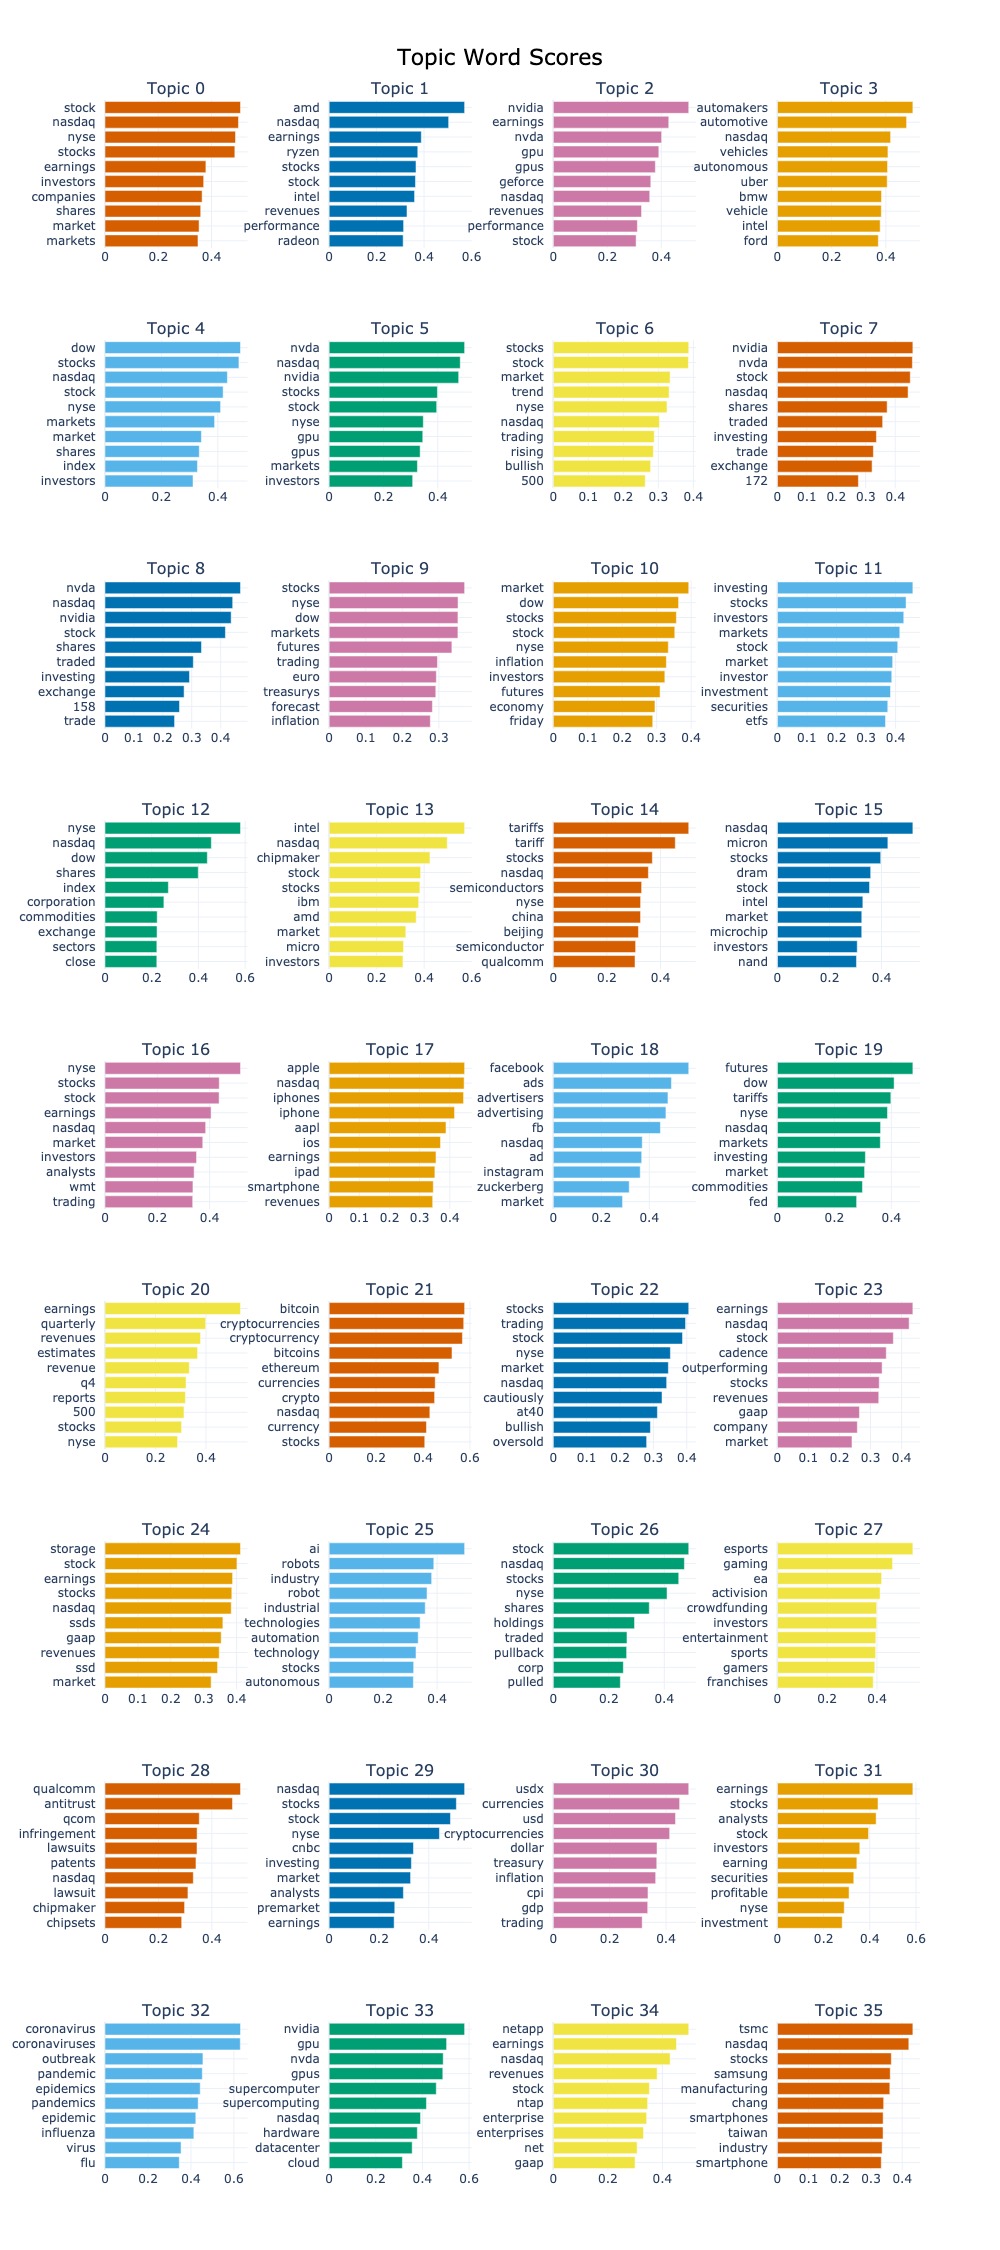 Topic Word Scores
Topic 0
stock
nasdaq
nyse
stocks
earnings
investors
companies
shares
market
markets
0 0.2 0.4
Topic 1
amd
nasdaq
earnings
ryzen
stocks
stock
intel
revenues
performance
radeon
0 0.2 0.4 0.6
Topic 2
nvidia
earnings
nvda
gpu
gpus
geforce
nasdaq
revenues
performance
stock
0 0.2 0.4
Topic 3
automakers
automotive
nasdaq
vehicles
autonomous
uber
bmw
vehicle
intel
ford
0 0.2 0.4
Topic 4
dow
stocks
nasdaq
stock
nyse
markets
market
shares
index
investors
0 0.2 0.4
Topic 5
nvda
nasdaq
nvidia
stocks
stock
nyse
gpu
gpus
markets
investors
0 0.2 0.4
Topic 6
stocks
stock
market
trend
nyse
nasdaq
trading
rising
bullish
500
0 0.1 0.2 0.3 0.4
Topic 7
nvidia
nvda
stock
nasdaq
shares
traded
investing
trade
exchange
172
0 0.1 0.2 0.3 0.4
Topic 8
nvda
nasdaq
nvidia
stock
shares
traded
investing
exchange
158
trade
0 0.1 0.2 0.3 0.4
Topic 9
stocks
nyse
dow
markets
futures
trading
euro
treasurys
forecast
inflation
0 0.1 0.2 0.3
Topic 10
market
dow
stocks
stock
nyse
inflation
investors
futures
economy
friday
0 0.1 0.2 0.3 0.4
Topic 11
investing
stocks
investors
markets
stock
market
investor
investment
securities
etfs
0 0.1 0.2 0.3 0.4
Topic 12
nyse
nasdaq
dow
shares
index
corporation
commodities
exchange
sectors
close
0 0.2 0.4 0.6
Topic 13
intel
nasdaq
chipmaker
stock
stocks
ibm
amd
market
micro
investors
0 0.2 0.4 0.6
Topic 14
tariffs
tariff
stocks
nasdaq
semiconductors
nyse
china
beijing
semiconductor
qualcomm
0 0.2 0.4
Topic 15
nasdaq
micron
stocks
dram
stock
intel
market
microchip
investors
nand
0 0.2 0.4
Topic 16
nyse
stocks
stock
earnings
nasdaq
market
investors
analysts
wmt
trading
0 0.2 0.4
Topic 17
apple
nasdaq
iphones
iphone
aapl
ios
earnings
ipad
smartphone
revenues
0 0.1 0.2 0.3 0.4
Topic 18
facebook
ads
advertisers
advertising
fb
nasdaq
ad
instagram
zuckerberg
market
0 0.2 0.4
Topic 19
futures
dow
tariffs
nyse
nasdaq
markets
investing
market
commodities
fed
0 0.2 0.4
Topic 20
earnings
quarterly
revenues
estimates
revenue
q4
reports
500
stocks
nyse
0 0.2 0.4
Topic 21
bitcoin
cryptocurrencies
cryptocurrency
bitcoins
ethereum
currencies
crypto
nasdaq
currency
stocks
0 0.2 0.4 0.6
Topic 22
stocks
trading
stock
nyse
market
nasdaq
cautiously
at40
bullish
oversold
0 0.1 0.2 0.3 0.4
Topic 23
earnings
nasdaq
stock
cadence
outperforming
stocks
revenues
gaap
company
market
0 0.1 0.2 0.3 0.4
Topic 24
storage
stock
earnings
stocks
nasdaq
ssds
gaap
revenues
ssd
market
0 0.1 0.2 0.3 0.4
Topic 25
ai
robots
industry
robot
industrial
technologies
automation
technology
stocks
autonomous
0 0.2 0.4
Topic 26
stock
nasdaq
stocks
nyse
shares
holdings
traded
pullback
corp
pulled
0 0.2 0.4
Topic 27
esports
gaming
ea
activision
crowdfunding
investors
entertainment
sports
gamers
franchises
0 0.2 0.4
Topic 28
qualcomm
antitrust
qcom
infringement
lawsuits
patents
nasdaq
lawsuit
chipmaker
chipsets
0 0.2 0.4
Topic 29
nasdaq
stocks
stock
nyse
cnbc
investing
market
analysts
premarket
earnings
0 0.2 0.4
Topic 30
usdx
currencies
usd
cryptocurrencies
dollar
treasury
inflation
cpi
gdp
trading
0 0.2 0.4
Topic 31
earnings
stocks
analysts
stock
investors
earning
securities
profitable
nyse
investment
0 0.2 0.4 0.6
Topic 32
coronavirus
coronaviruses
outbreak
pandemic
epidemics
pandemics
epidemic
influenza
virus
flu
0 0.2 0.4 0.6
Topic 33
nvidia
gpu
nvda
gpus
supercomputer
supercomputing
nasdaq
hardware
datacenter
cloud
0 0.2 0.4 0.6
Topic 34
netapp
earnings
nasdaq
revenues
stock
ntap
enterprise
enterprises
net
gaap
0 0.2 0.4
Topic 35
tsmc
nasdaq
stocks
samsung
manufacturing
chang
smartphones
taiwan
industry
smartphone
0 0.1 0.2 0.3 0.4